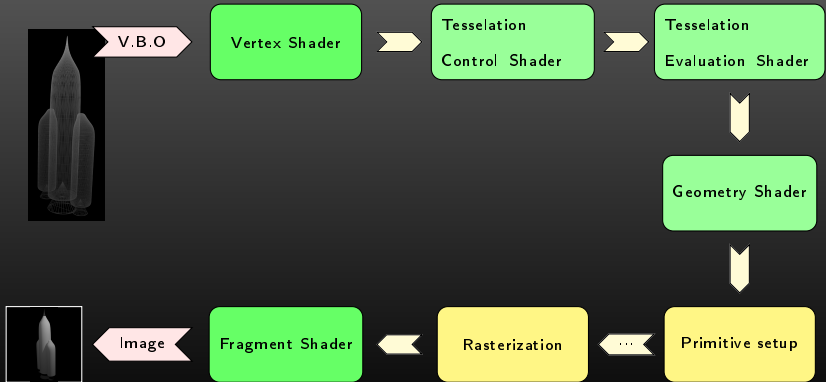 V.B.O
Vertex Shader
Tesselation
Control Shader
Tesselation
Evaluation Shader
Geometry Shader
Primitive setup
...
Rasterization
Fragment Shader
Image